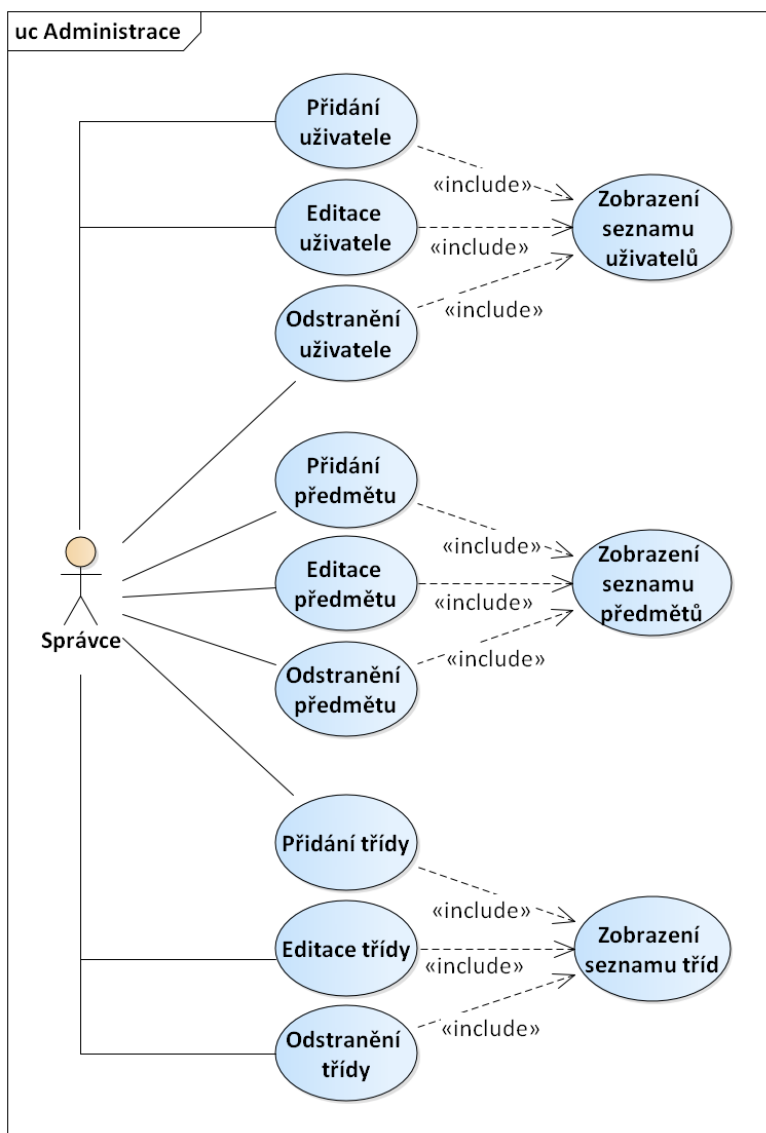 uc Administrace
Přidání
uživatele
«include»
Editace
uživatele
«include»
Zobrazení
seznamu
uživatelů
Odstranění
uživatele
«include»
Přidání
předmětu
«include»
Editace
předmětu
«include»
Zobrazení
seznamu
předmětů
Odstranění
předmětu
«include»
Správce
Přidání třídy
«include»
Editace třídy
«include»
Zobrazení
seznamu tříd
Odstranění
třídy
«include»